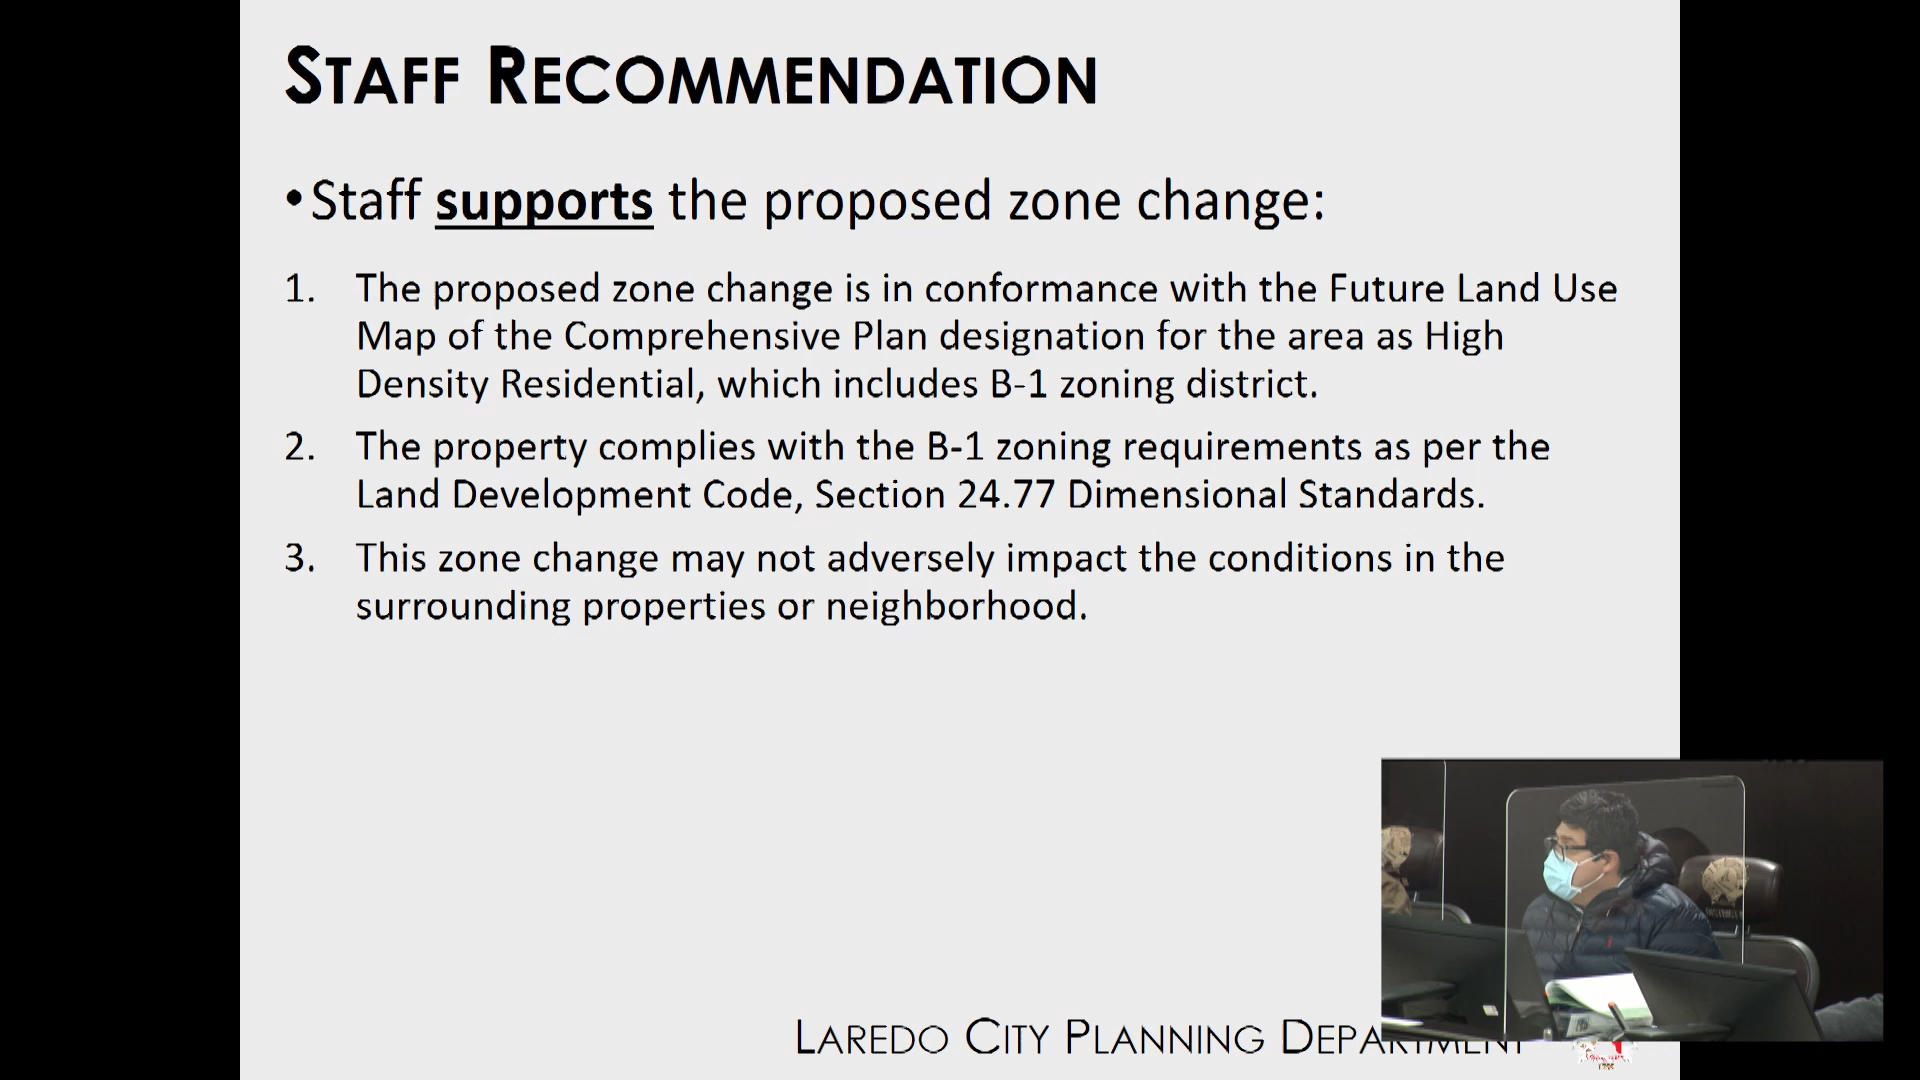 STAFF RECOMMENDATION
•Staff supports the proposed zone change:
1. The proposed zone change is in conformance with the Future Land Use
Map of the Comprehensive Plan designation for the area as High
Density Residential, which includes B-1 zoning district.
2. The property complies with the B-1 zoning requirements as per the
Land Development Code, Section 24.77 Dimensional Standards.
3. This zone change may not adversely impact the conditions in the
surrounding properties or neighborhood.
LAREDO CITY PLANNING DEPARTMENT